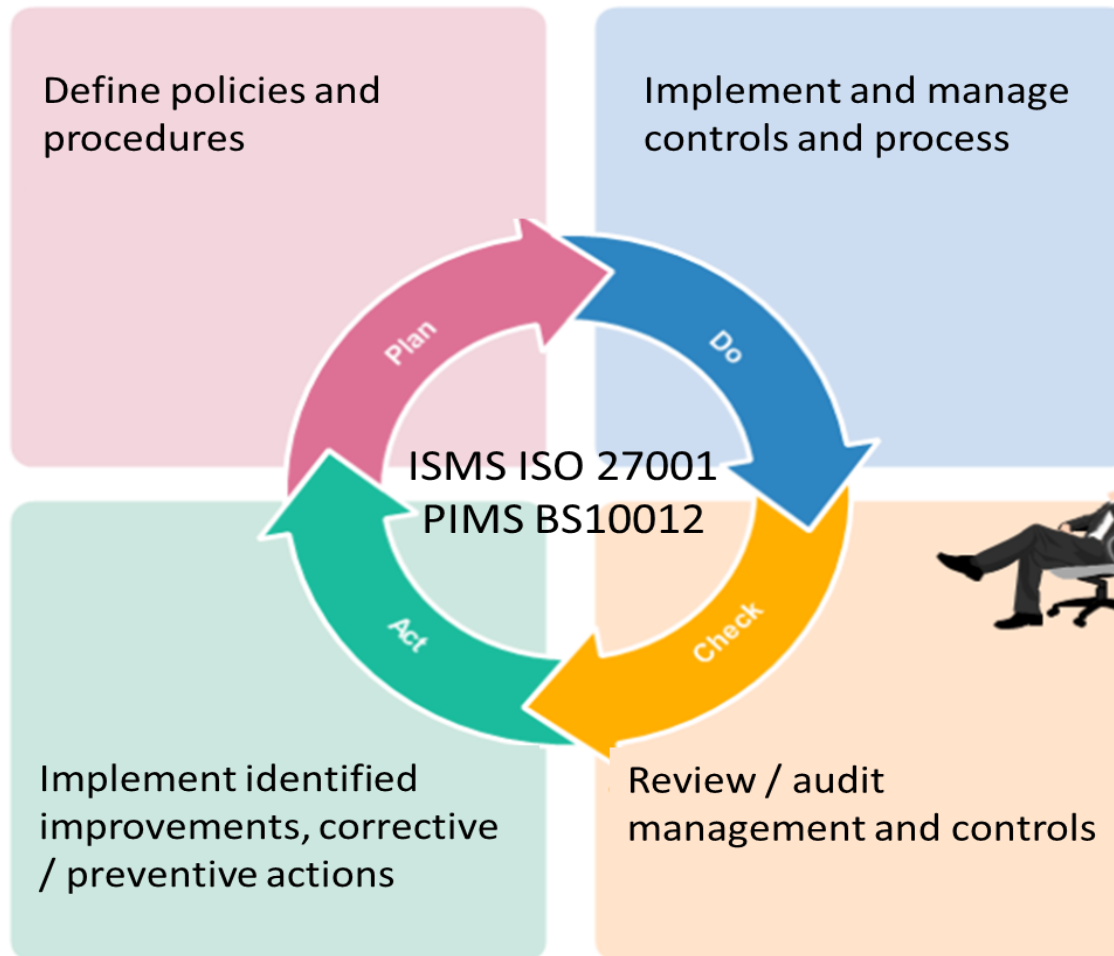 Define policies and
procedures
Implement and manage
controls and process
Plan
Do
ISMS ISO 27001
PIMS BS10012
Act
Check
Implement identified
improvements, corrective
/ preventive actions
Review / audit
management and controls